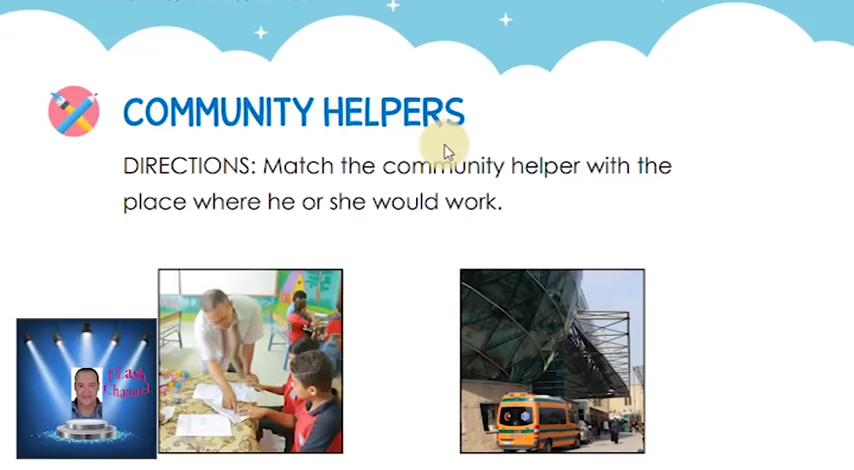 COMMUNITY HELPERS
DIRECTIONS: Match the community helper with the
place where he or she would work.
Flash
Channel